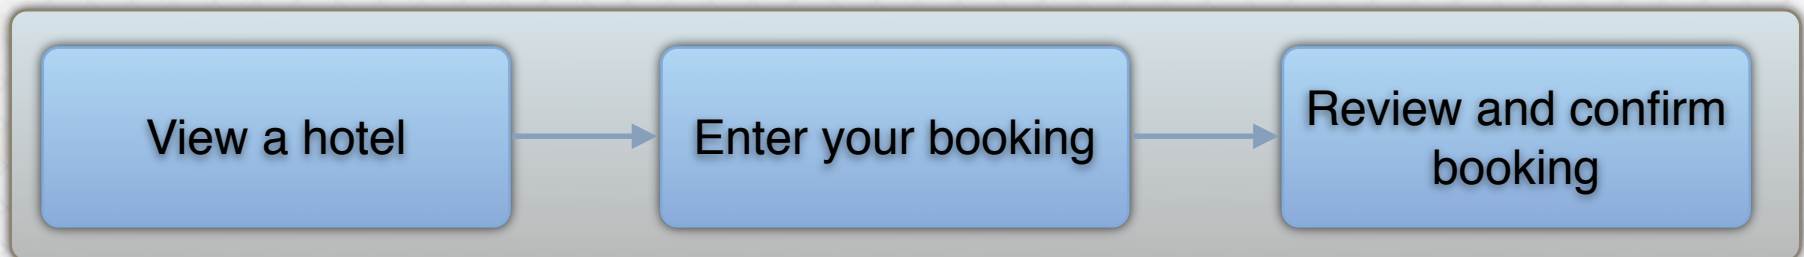 View a hotel
Enter your booking
Review and confirm
booking